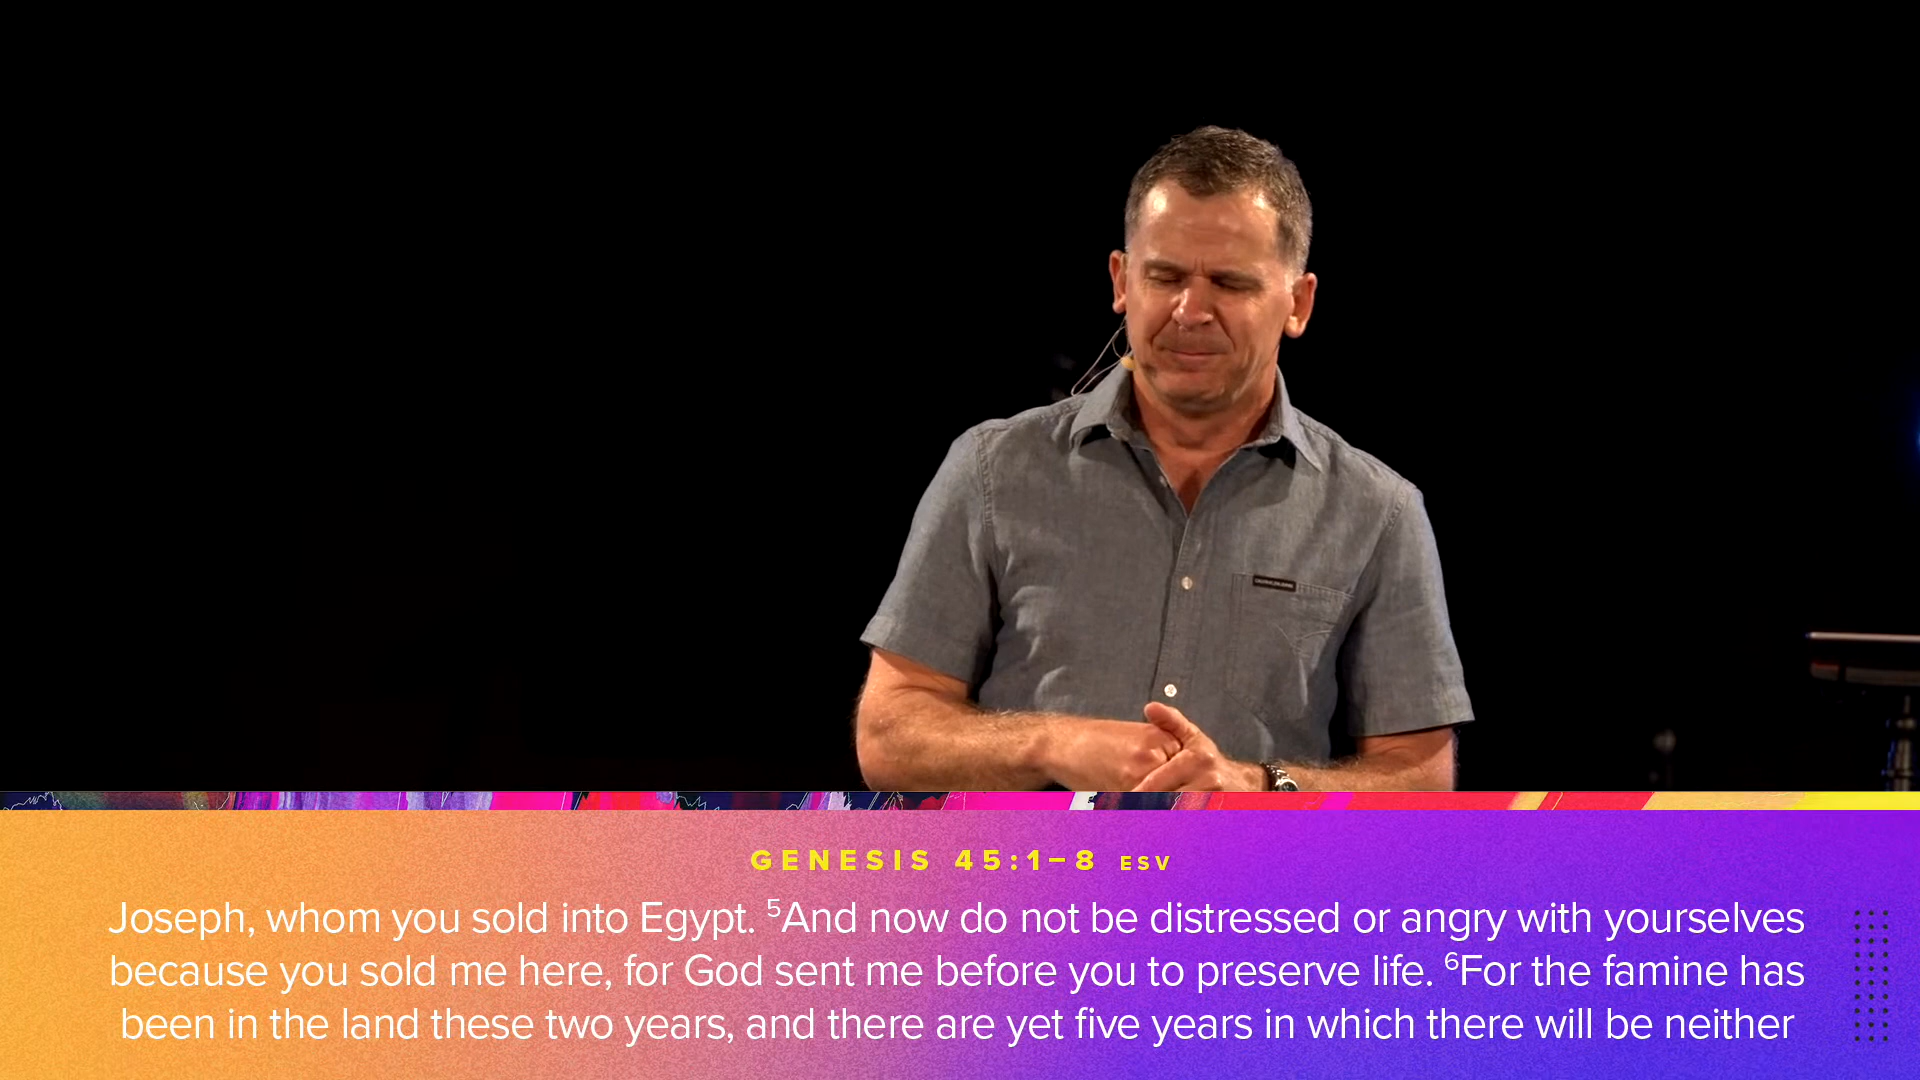 GENESIS 45:1–8 ESV
Joseph, whom you sold into Egypt. ⁵And now do not be distressed or angry with yourselves
because you sold me here, for God sent me before you to preserve life. ⁶For the famine has
been in the land these two years, and there are yet five years in which there will be neither